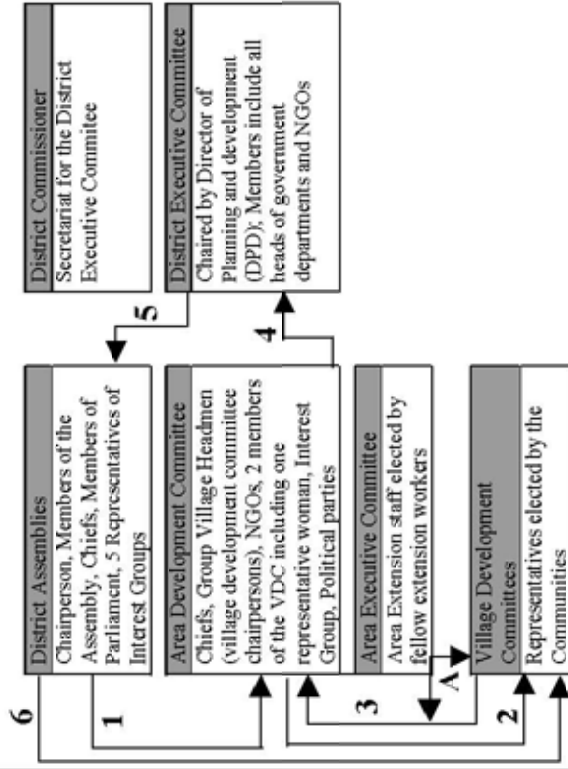 District Assemblies
Chairperson, Members of the
Assembly, Chiefs, Members of
Parliament, 5 Representatives of
Interest Groups
District Commissioner
Secretariat for the District
Executive Commitee
Area Development Committee
Chiefs, Group Village Headmen
(village development committee
chairpersons), NGOs, 2 members
of the VDC including one
representative woman, Interest
Group, Political parties
District Executive Committee
Chaired by Director of
Planning and development
(DPD); Members include all
heads of government
departments and NGOs
Area Executive Committee
Area Extension staff elected by
fellow extension workers
Village Development
Committees
Representatives elected by the
Communities
6
1
5
4
3
A
2